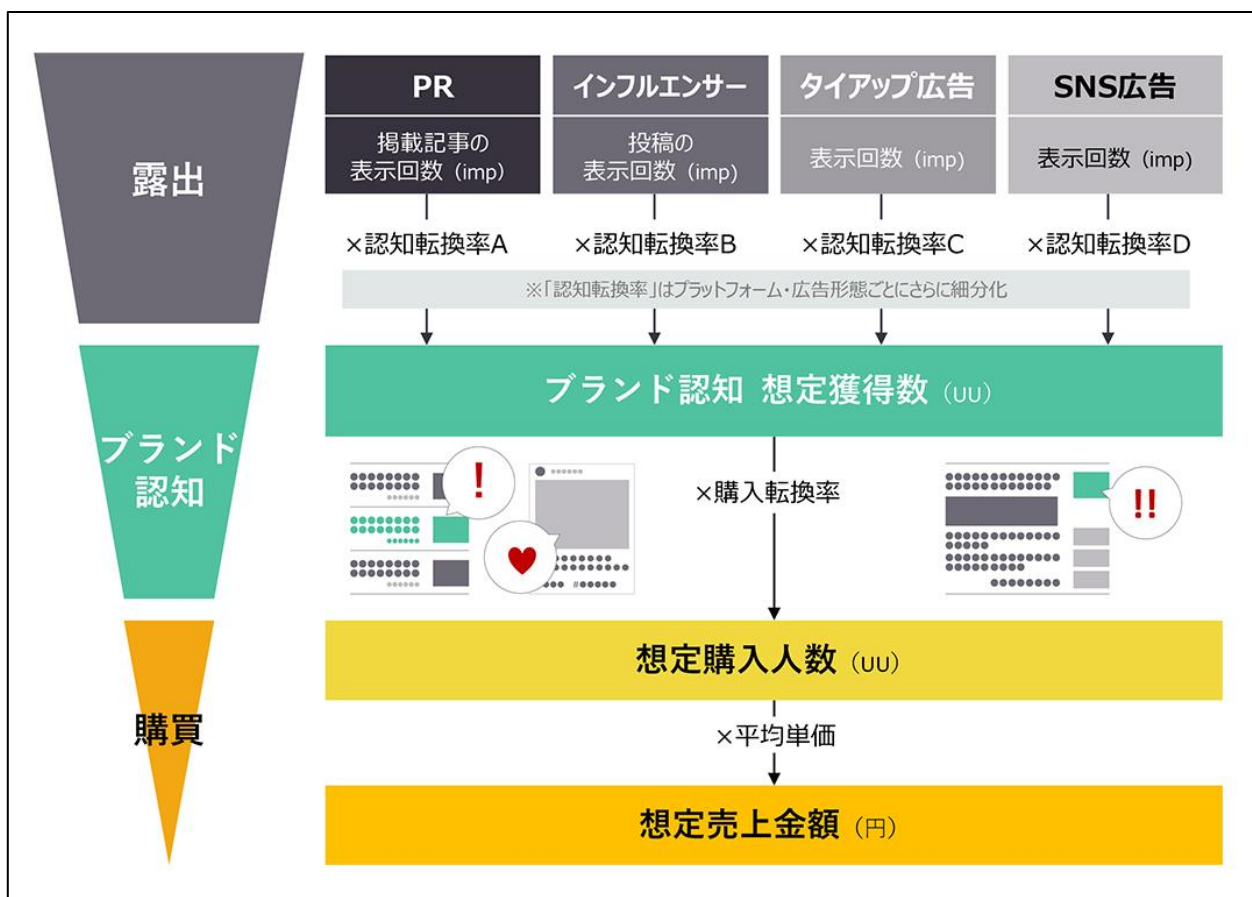 露出
PR
掲載記事の
表示回数 (imp)
インフルエンサー
投稿の
表示回数 (imp)
タイアップ広告
表示回数 (imp)
SNS広告
表示回数 (imp)
×認知転換率A
×認知転換率B
×認知転換率C
×認知転換率D
※「認知転換率」はプラットフォーム・広告形態ごとにさらに細分化
ブランド
認知
ブランド認知 想定獲得数（UU）
!
♥
#
×購入転換率
!!
購買
想定購入人数（UU）
×平均単価
想定売上金額（円）